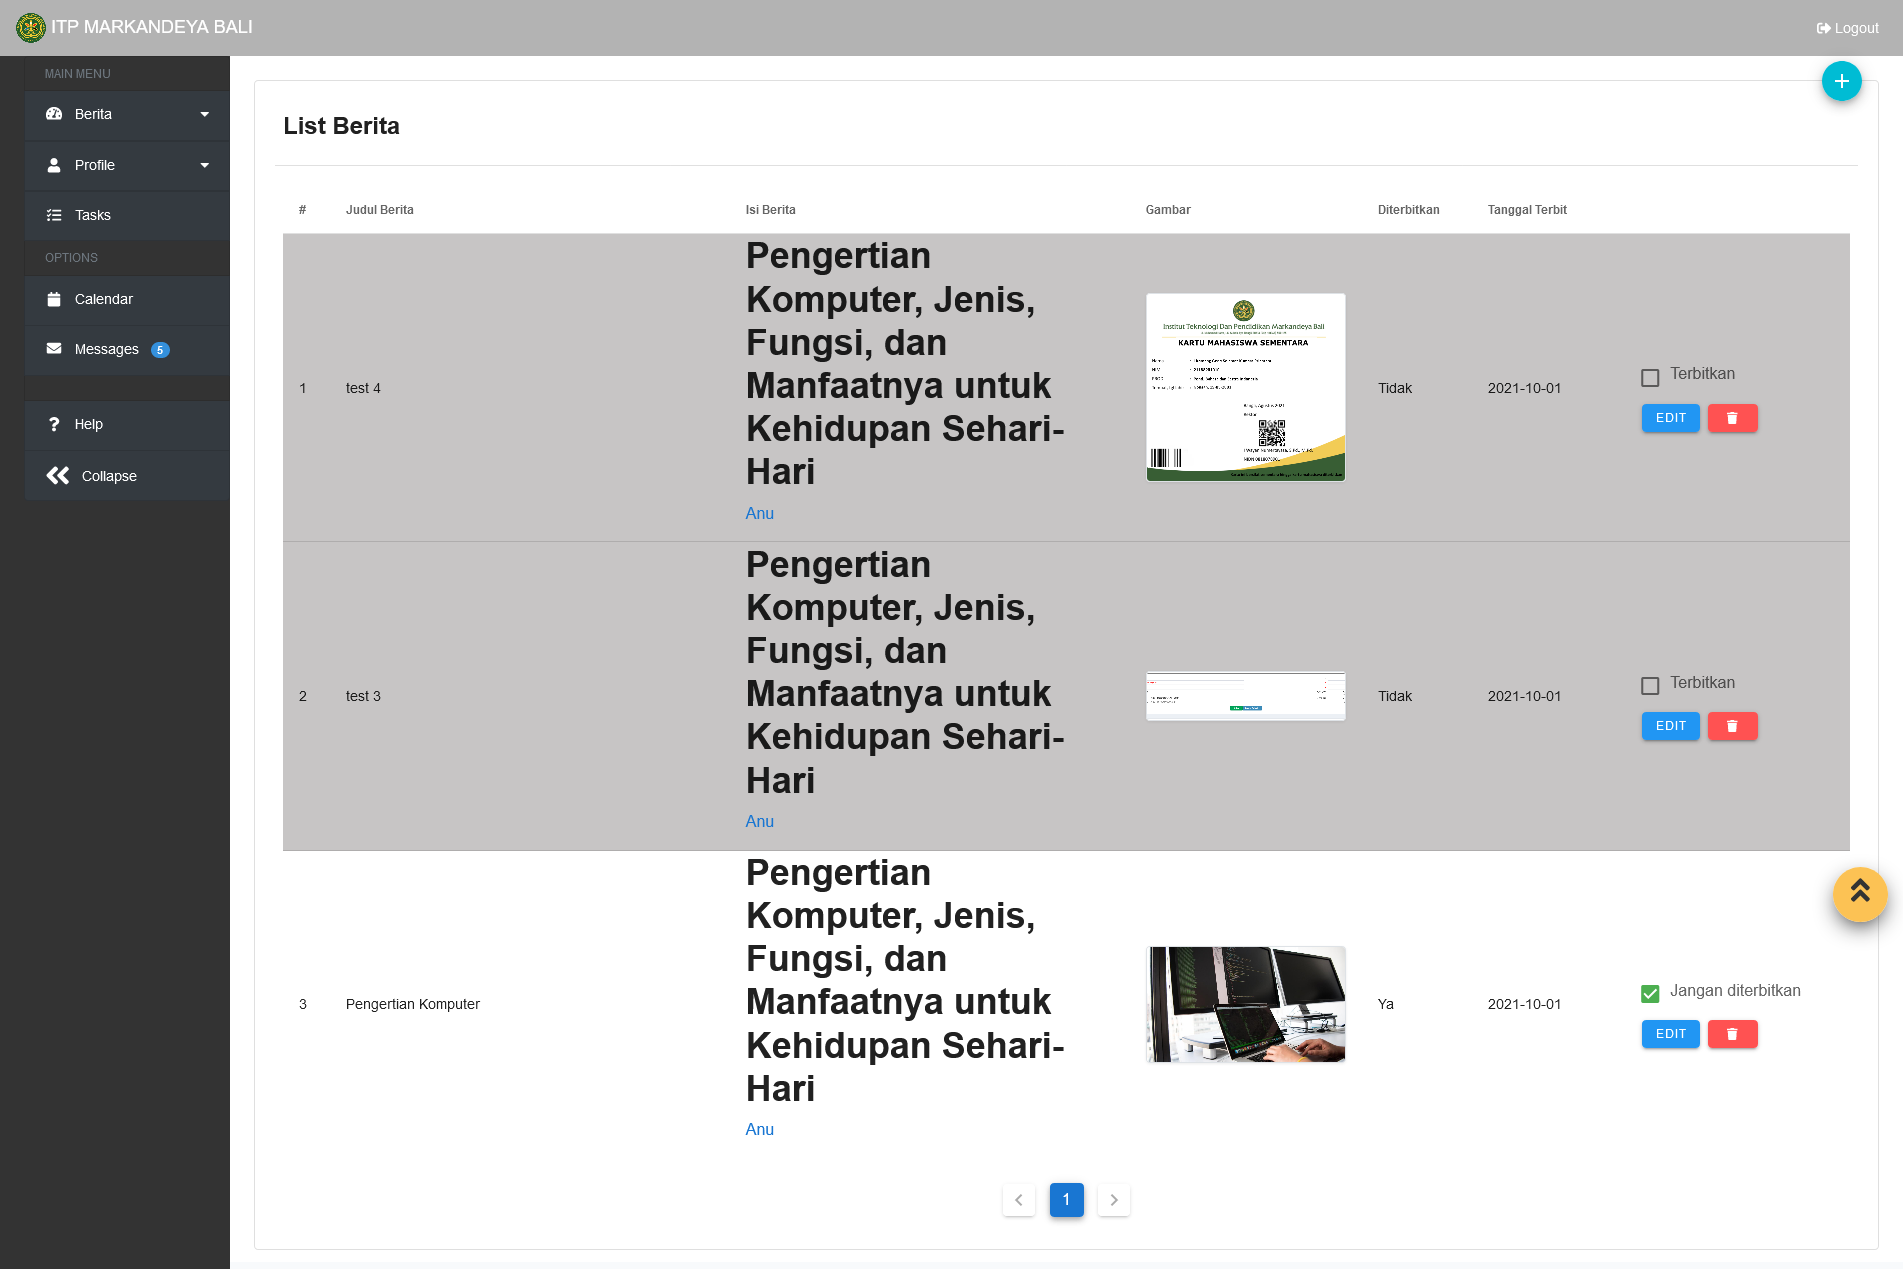 ITP MARKANDEYA BALI
Logout
MAIN MENU
Berita
Profile
Tasks
OPTIONS
Calendar
Messages 5
Help
Collapse
List Berita
# Judul Berita Isi Berita Gambar Diterbitkan Tanggal Terbit
1 test 4
Pengertian
Komputer, Jenis,
Fungsi, dan
Manfaatnya untuk
Kehidupan Sehari-
Hari
Anu
Institut Teknologi Dan Pendidikan Markandeya Bali
KARTU MAHASISWA SEMENTARA
Tidak 2021-10-01
Terbitkan
EDIT
2 test 3
Pengertian
Komputer, Jenis,
Fungsi, dan
Manfaatnya untuk
Kehidupan Sehari-
Hari
Anu
Tidak 2021-10-01
Terbitkan
EDIT
3 Pengertian Komputer
Pengertian
Komputer, Jenis,
Fungsi, dan
Manfaatnya untuk
Kehidupan Sehari-
Hari
Anu
Ya 2021-10-01
Jangan diterbitkan
EDIT
1